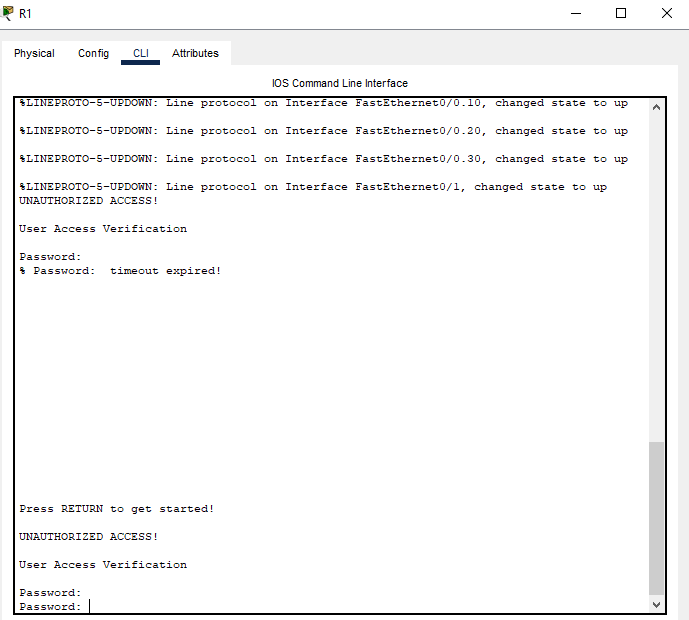 R1
Physical Config CLI Attributes
IOS Command Line Interface
%LINEPROTO-5-UPDOWN: Line protocol on Interface FastEthernet0/0.10, changed state to up
%LINEPROTO-5-UPDOWN: Line protocol on Interface FastEthernet0/0.20, changed state to up
%LINEPROTO-5-UPDOWN: Line protocol on Interface FastEthernet0/0.30, changed state to up
%LINEPROTO-5-UPDOWN: Line protocol on Interface FastEthernet0/1, changed state to up
UNAUTHORIZED ACCESS!
User Access Verification
Password:
% Password:  timeout expired!
Press RETURN to get started!
UNAUTHORIZED ACCESS!
User Access Verification
Password:
Password: